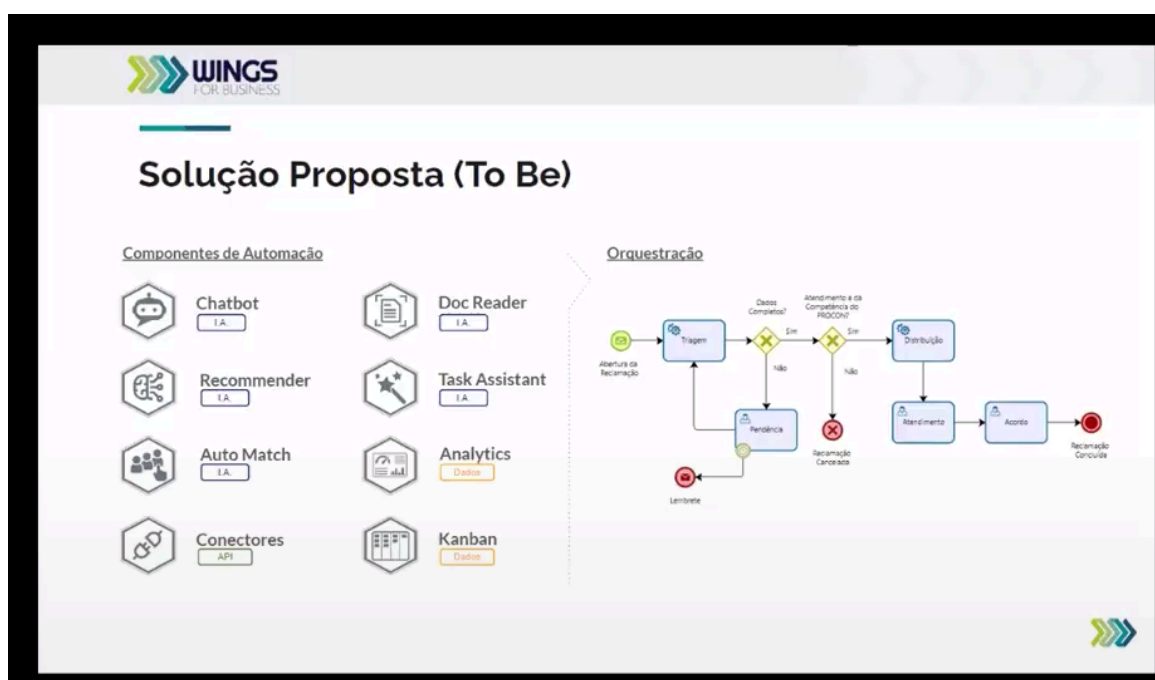 WINGS
FOR BUSINESS
Solução Proposta (To Be)
Componentes de Automação
Chatbot
I.A.
Doc Reader
I.A.
Recommender
I.A.
Task Assistant
I.A.
Auto Match
I.A.
Analytics
Dados
Conectores
API
Kanban
Dados
Orquestração
Abertura da
Reclamação
Triagem
Dados
Completos?
Sim
Não
Atendimento é da
Competência do
PROCON?
Sim
Não
Distribuição
Pendência
Reclamação
Cancelada
Lembrete
Atendimento
Acordo
Reclamação
Concluída